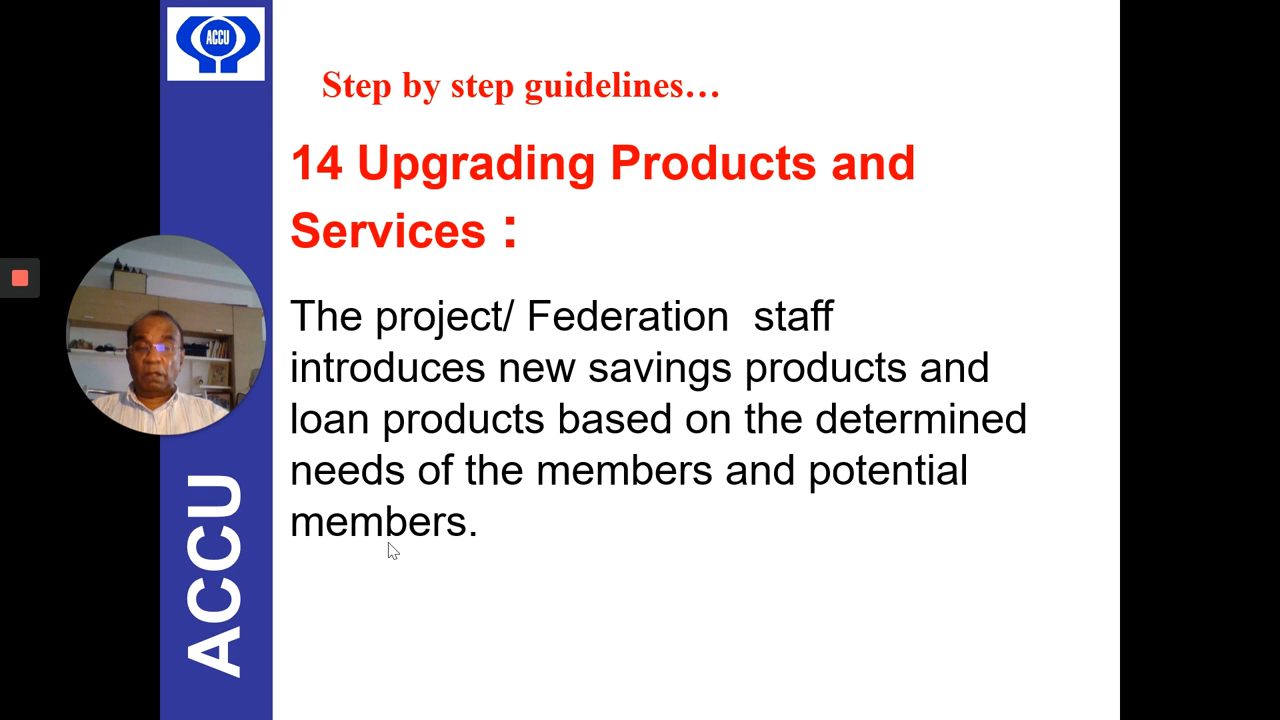 ACCU
Step by step guidelines…
14 Upgrading Products and
Services :
The project/ Federation  staff
introduces new savings products and
loan products based on the determined
needs of the members and potential
members.
ACCU